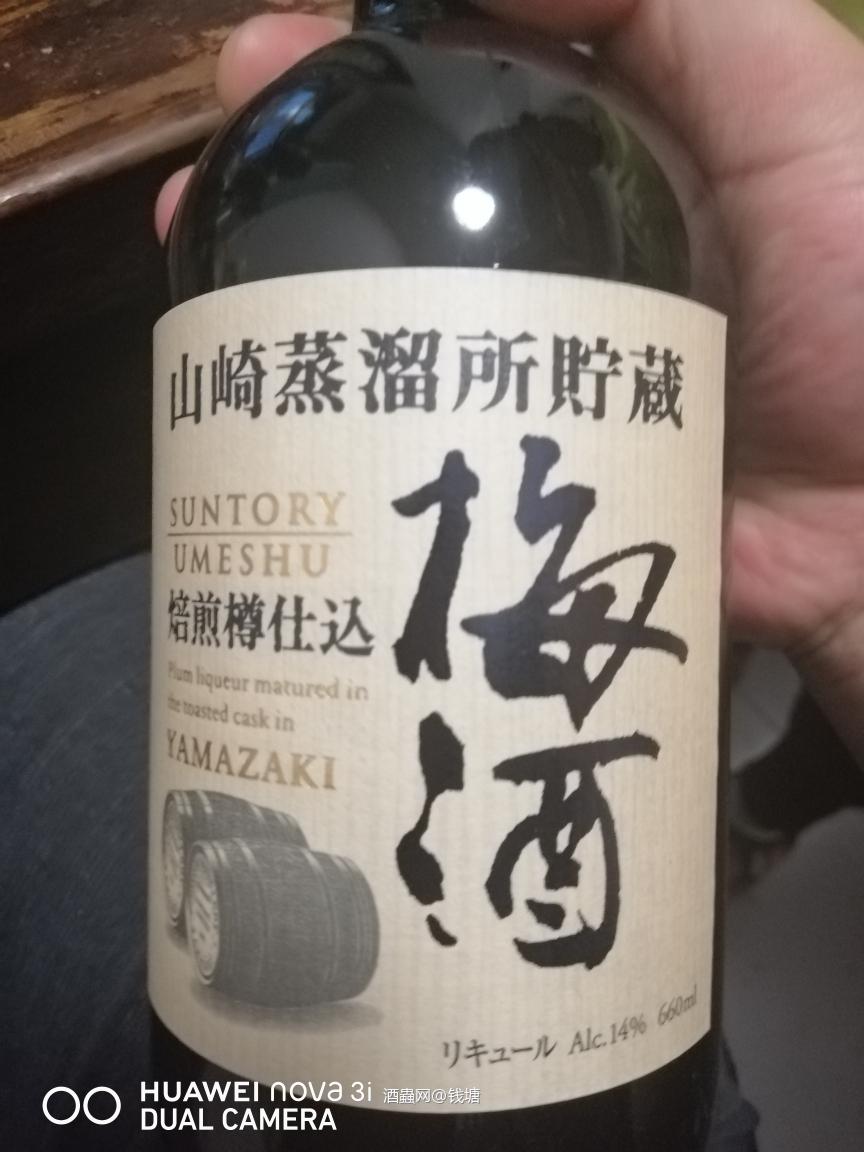 山崎蒸溜所貯蔵
梅酒
SUNTORY
UMESHU
焙煎樽仕込
Plum liqueur matured in
the toasted cask in
YAMAZAKI
リキュール Alc.14% 660ml
HUAWEI nova 3i
DUAL CAMERA
酒蟲网@钱塘